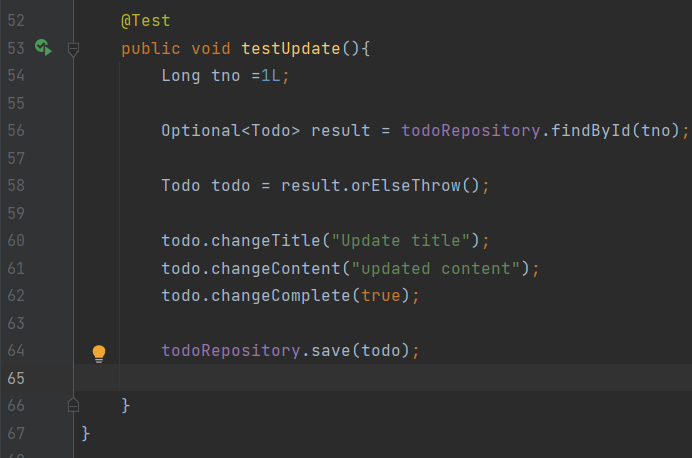 52 @Test
53 public void testUpdate(){
54 Long tno =1L;
55
56 Optional<Todo> result = todoRepository.findById(tno);
57
58 Todo todo = result.orElseThrow();
59
60 todo.changeTitle("Update title");
61 todo.changeContent("updated content");
62 todo.changeComplete(true);
63
64 todoRepository.save(todo);
65
66 }
67 }